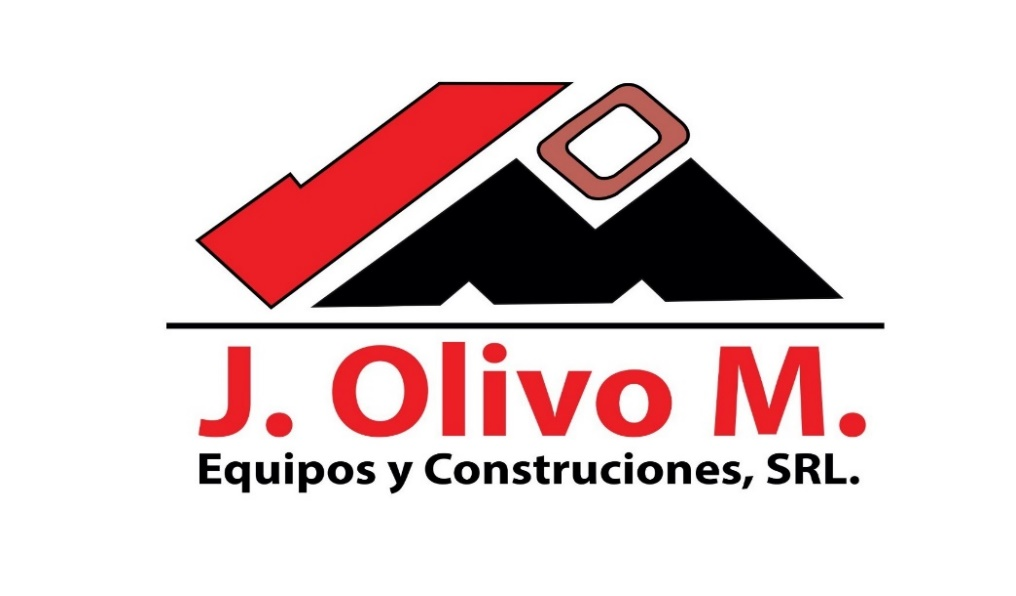 J. Olivo M.
Equipos y Construciones, SRL.